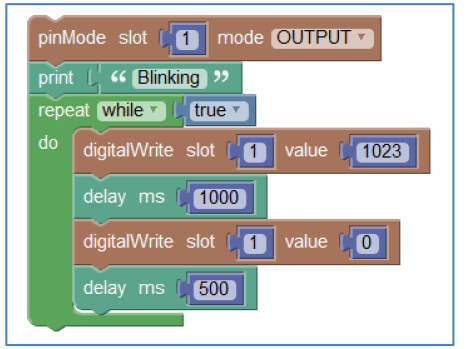 pinMode slot 1 mode OUTPUT
print “ Blinking ”
repeat while true
do digitalWrite slot 1 value 1023
delay ms 1000
digitalWrite slot 1 value 0
delay ms 500